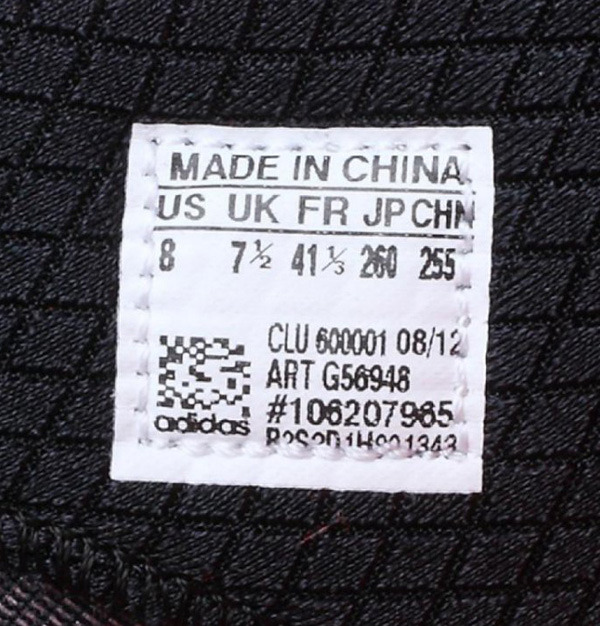 MADE IN CHINA
US UK FR JP CHN
8 7½ 41⅓ 260 255
CLU 600001 08/12
ART G56948
#106207965
adidas